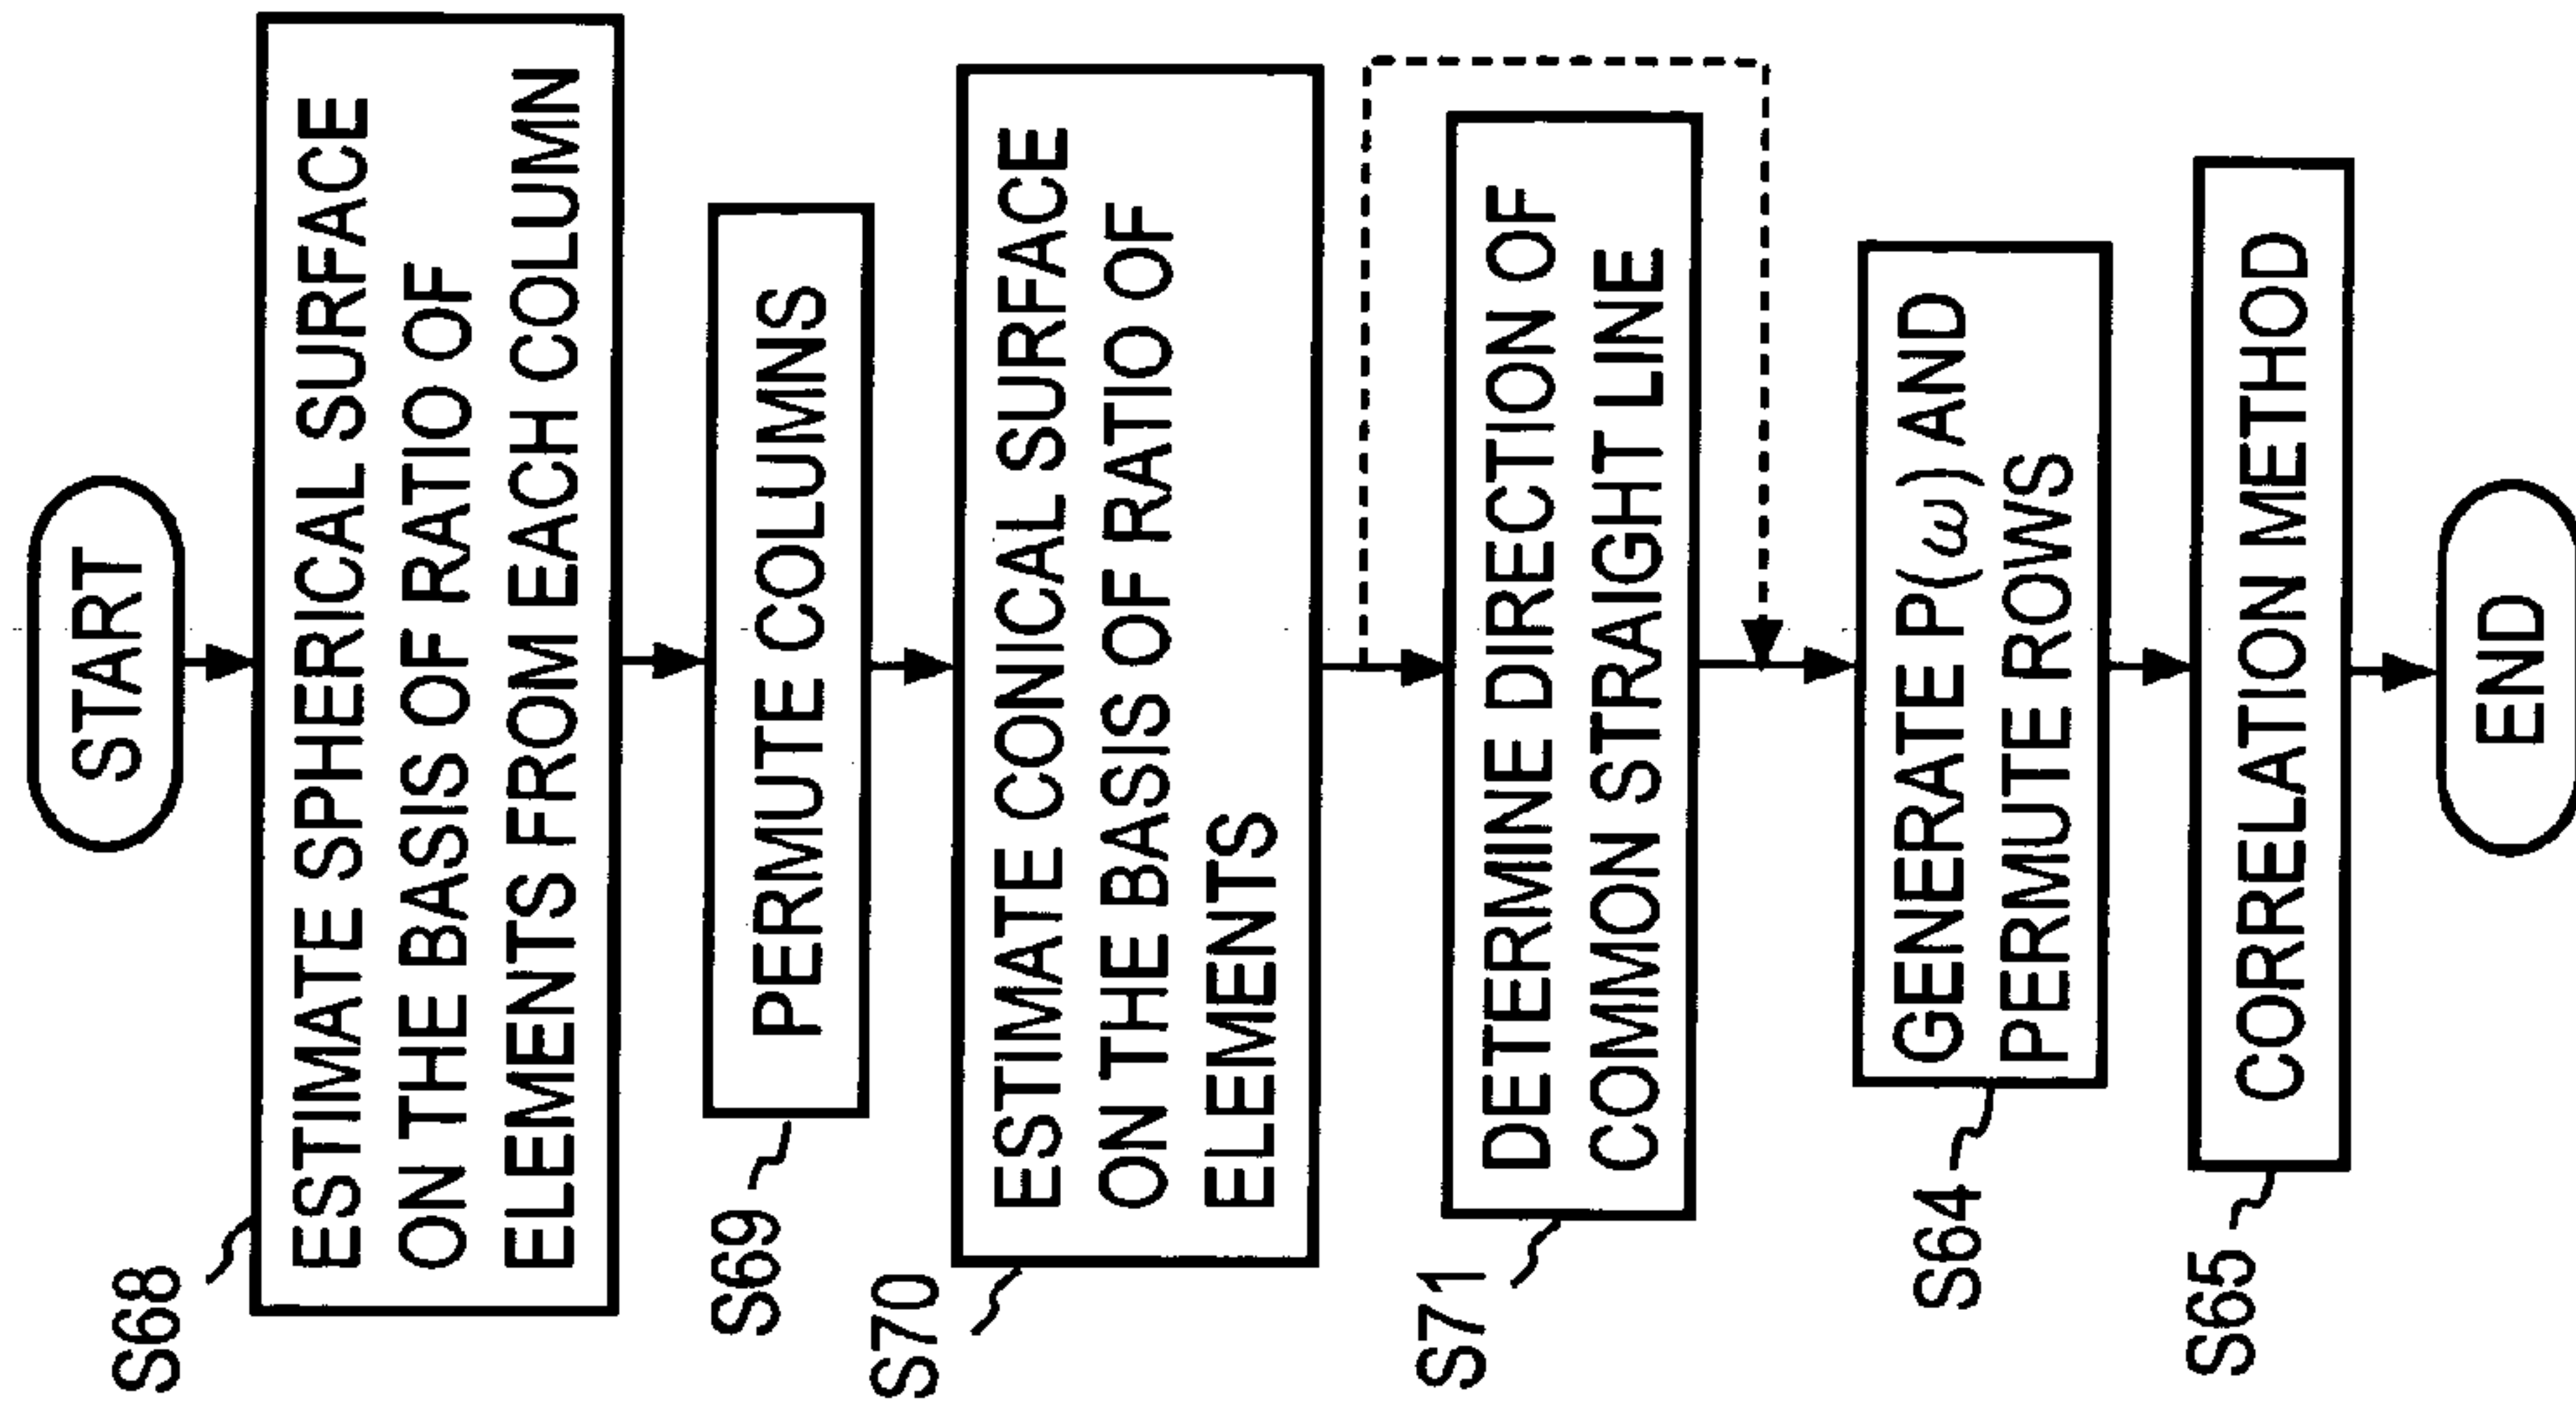 START
S68
ESTIMATE SPHERICAL SURFACE
ON THE BASIS OF RATIO OF
ELEMENTS FROM EACH COLUMN
S69
PERMUTE COLUMNS
S70
ESTIMATE CONICAL SURFACE
ON THE BASIS OF RATIO OF
ELEMENTS
S71
DETERMINE DIRECTION OF
COMMON STRAIGHT LINE
S64
GENERATE P(ω) AND
PERMUTE ROWS
S65
CORRELATION METHOD
END